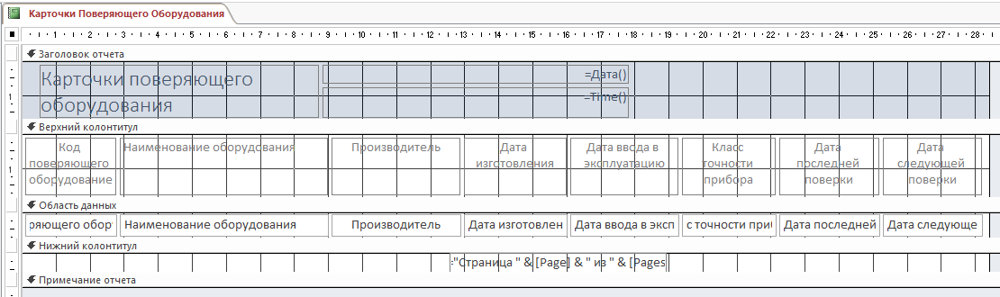 Карточки Поверяющего Оборудования
1 2 3 4 5 6 7 8 9 10 11 12 13 14 15 16 17 18 19 20 21 22 23 24 25 26 27 28
Заголовок отчета
Карточки поверяющего
оборудования
=Дата()
=Time()
1
Верхний колонтитул
Код
поверяющего
оборудование
Наименование оборудования
Производитель
Дата
изготовления
Дата ввода в
эксплуатацию
Класс
точности
прибора
Дата
последней
поверки
Дата
следующей
поверки
1
Область данных
ряющего обор Наименование оборудования Производитель Дата изготовлен Дата ввода в эксп с точности при Дата последней Дата следующе
Нижний колонтитул
="Страница " & [Page] & " из " & [Pages
Примечание отчета